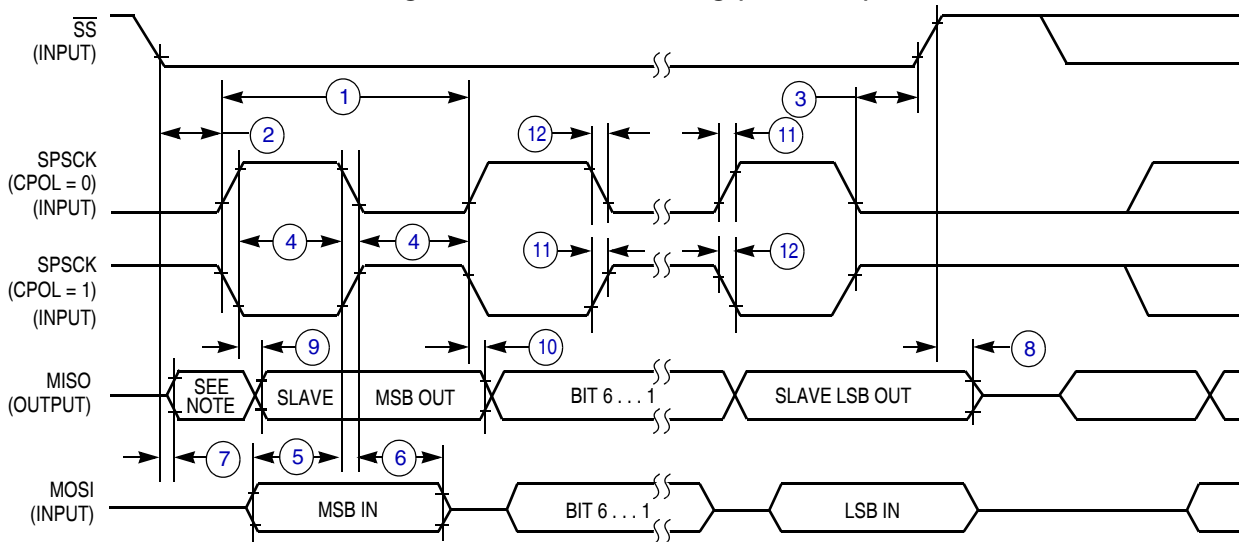 SS
(INPUT)
1
3
2
12
11
SPSCK
(CPOL = 0)
(INPUT)
4
4
11
12
SPSCK
(CPOL = 1)
(INPUT)
9
10
8
MISO
(OUTPUT)
SEE
NOTE
SLAVE
MSB OUT
BIT 6 . . . 1
SLAVE LSB OUT
7
5
6
MOSI
(INPUT)
MSB IN
BIT 6 . . . 1
LSB IN